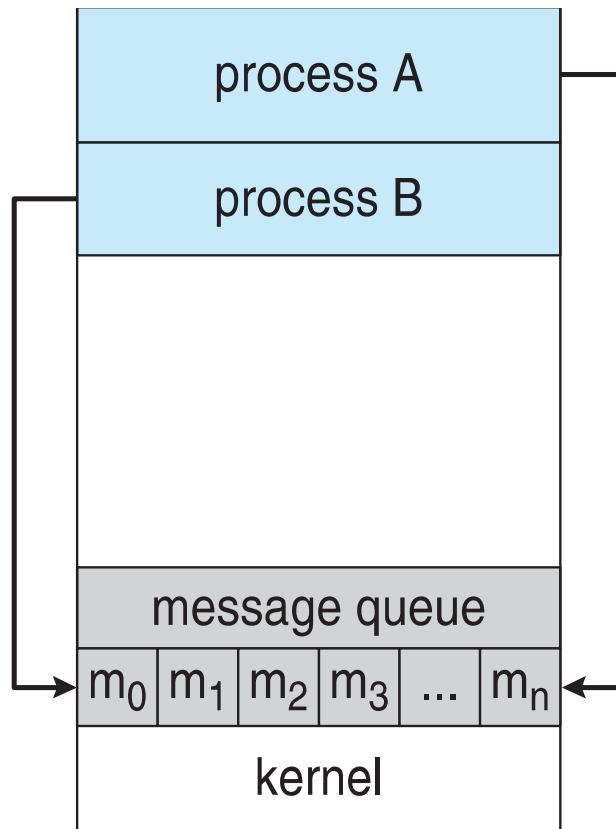 process A
process B
message queue
m₀ m₁ m₂ m₃ ... mₙ
kernel